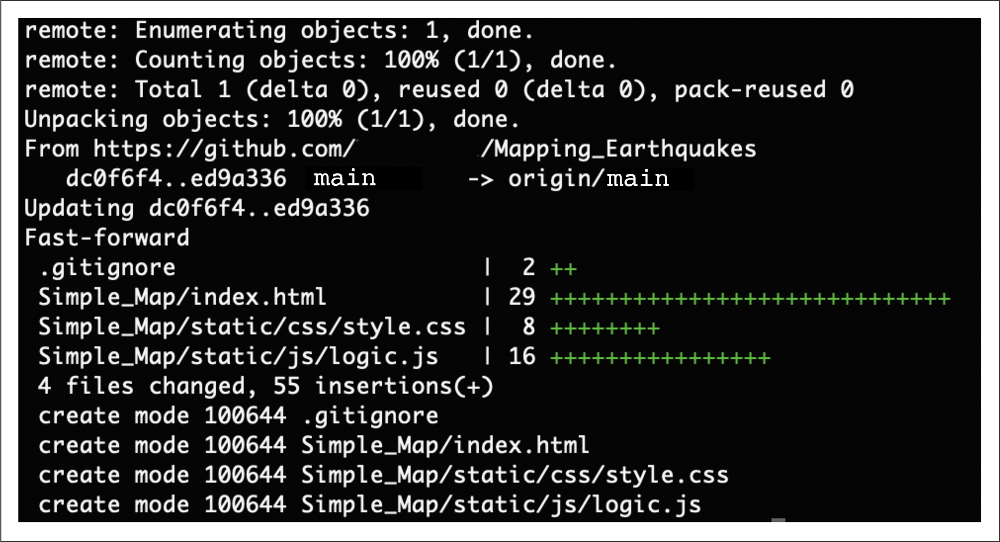 remote: Enumerating objects: 1, done.
remote: Counting objects: 100% (1/1), done.
remote: Total 1 (delta 0), reused 0 (delta 0), pack-reused 0
Unpacking objects: 100% (1/1), done.
From https://github.com/ /Mapping_Earthquakes
   dc0f6f4..ed9a336  main       -> origin/main
Updating dc0f6f4..ed9a336
Fast-forward
 .gitignore                      |  2 ++
 Simple_Map/index.html           | 29 +++++++++++++++++++++++++++++
 Simple_Map/static/css/style.css |  8 ++++++++
 Simple_Map/static/js/logic.js   | 16 ++++++++++++++++
 4 files changed, 55 insertions(+)
 create mode 100644 .gitignore
 create mode 100644 Simple_Map/index.html
 create mode 100644 Simple_Map/static/css/style.css
 create mode 100644 Simple_Map/static/js/logic.js